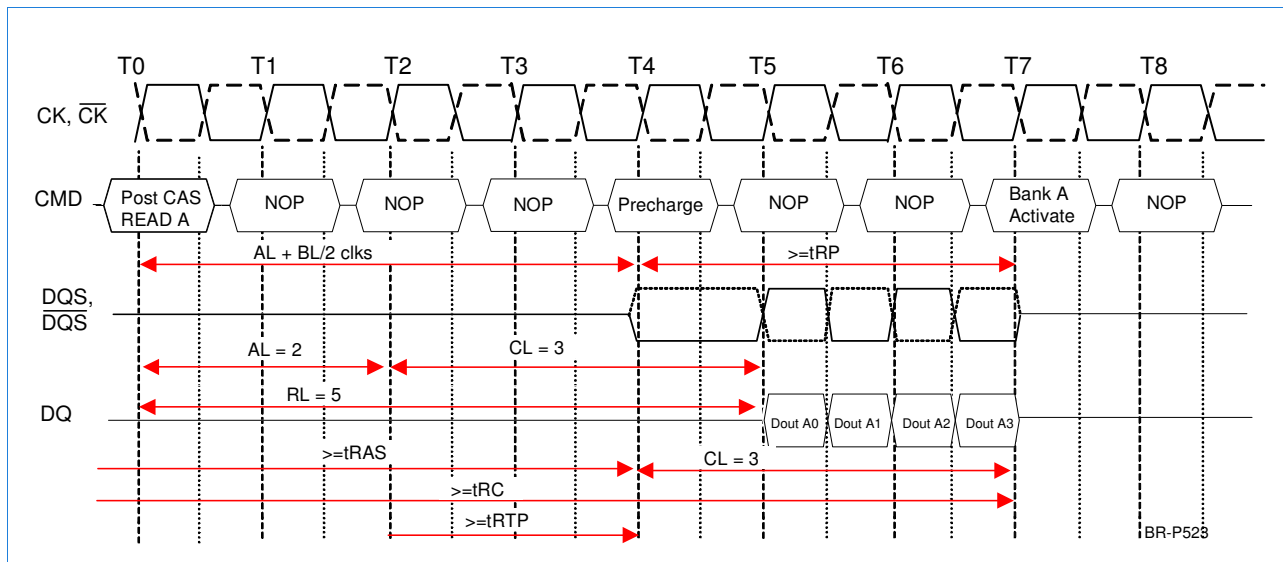 T0 T1 T2 T3 T4 T5 T6 T7 T8
CK, CK
CMD
Post CAS
READ A
NOP
NOP
NOP
Precharge
NOP
NOP
Bank A
Activate
NOP
AL + BL/2 clks
>=tRP
DQS,
DQS
AL = 2
CL = 3
RL = 5
DQ
Dout A0
Dout A1
Dout A2
Dout A3
>=tRAS
CL = 3
>=tRC
>=tRTP
BR-P523